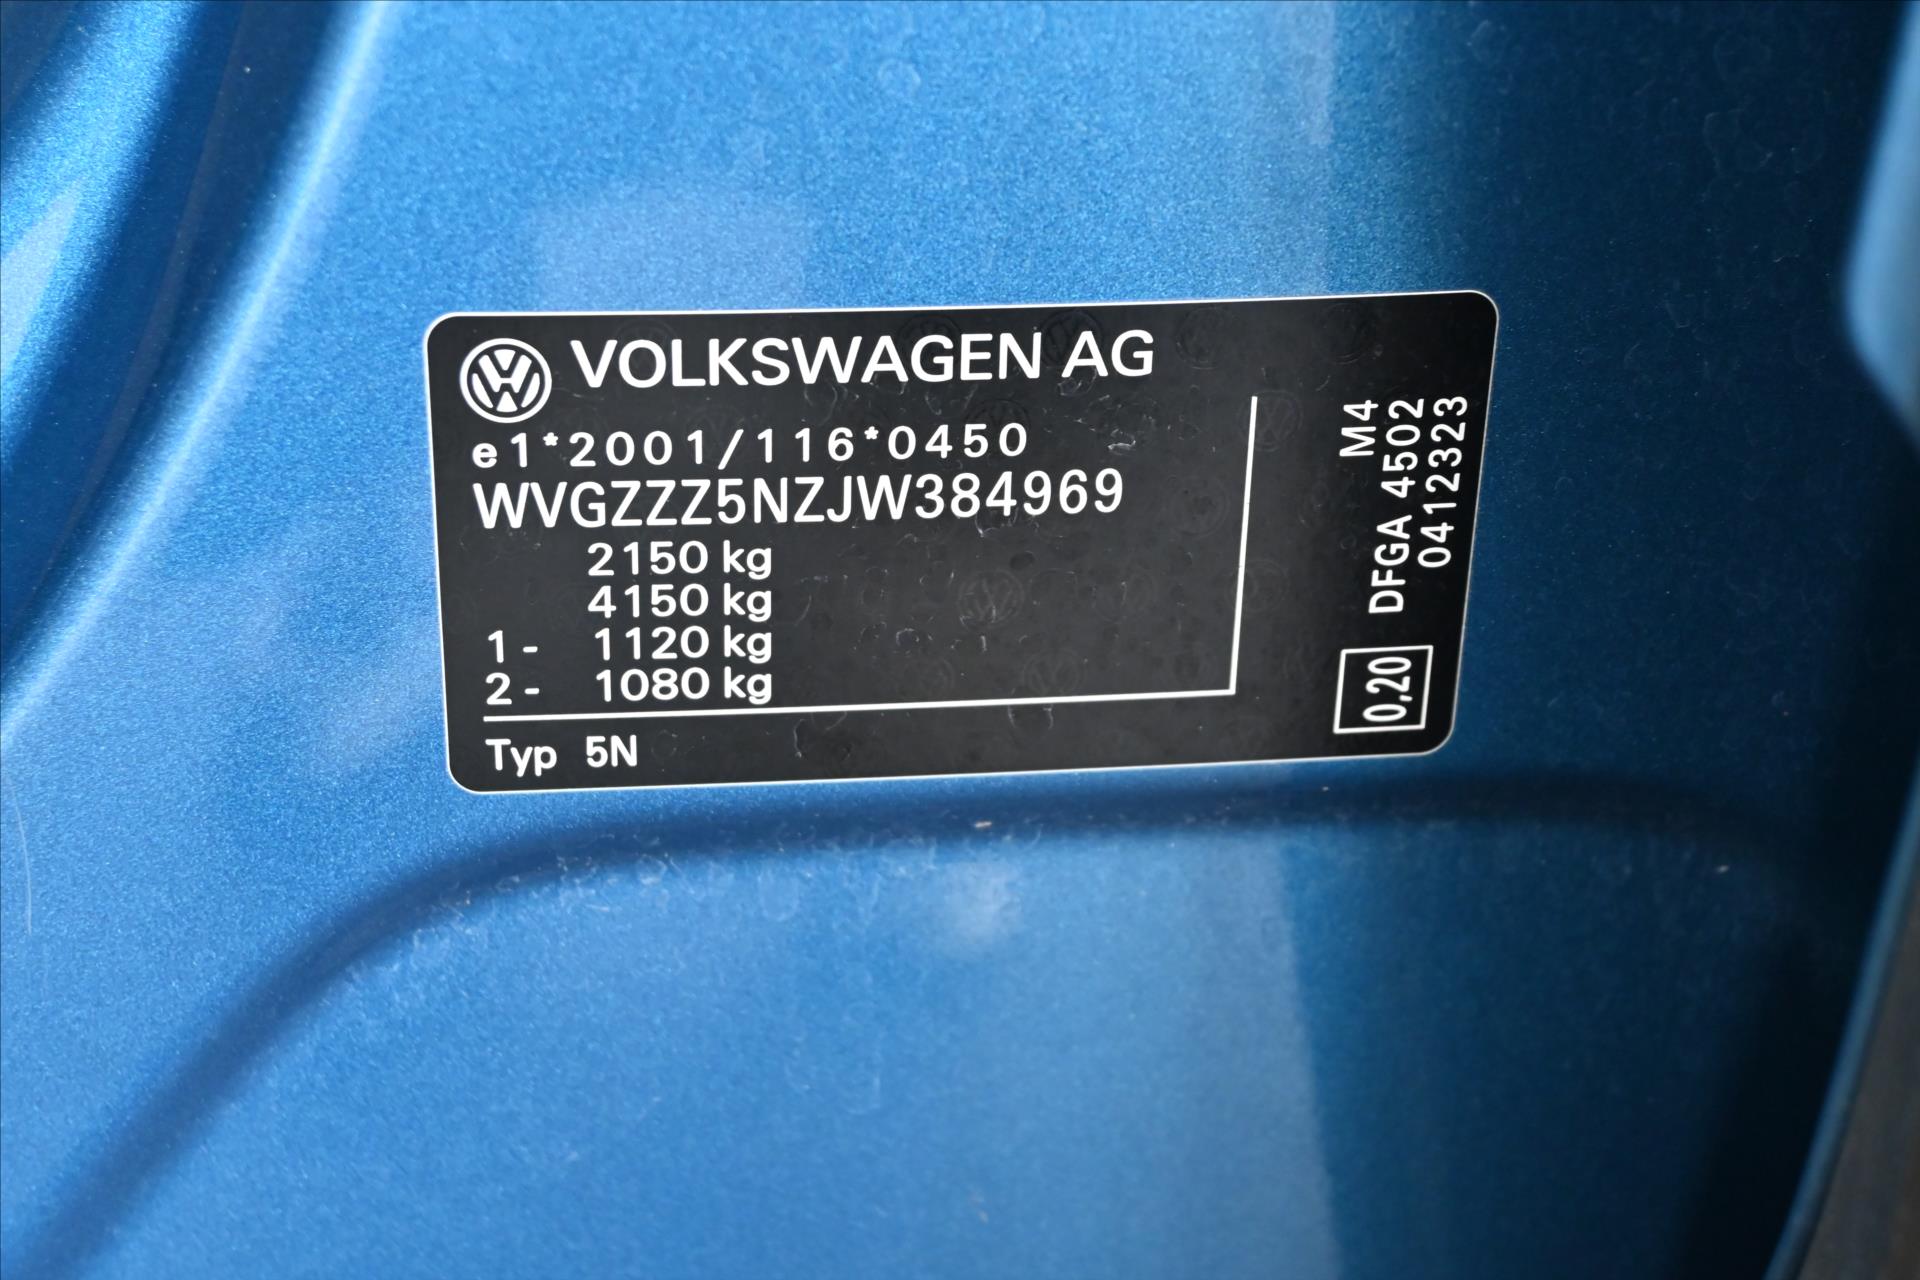 VOLKSWAGEN AG
e1*2001/116*0450
WVGZZZ5NZJW384969
2150 kg
4150 kg
1- 1120 kg
2- 1080 kg
Typ 5N
M4
DFGA 4502
0412323
0,20